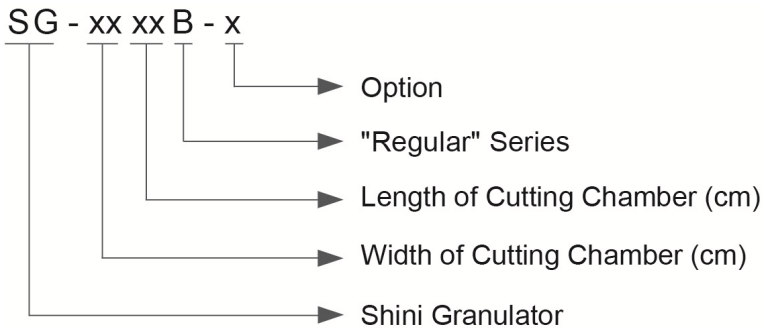 SG - xx xx B - x
Option
"Regular" Series
Length of Cutting Chamber (cm)
Width of Cutting Chamber (cm)
Shini Granulator